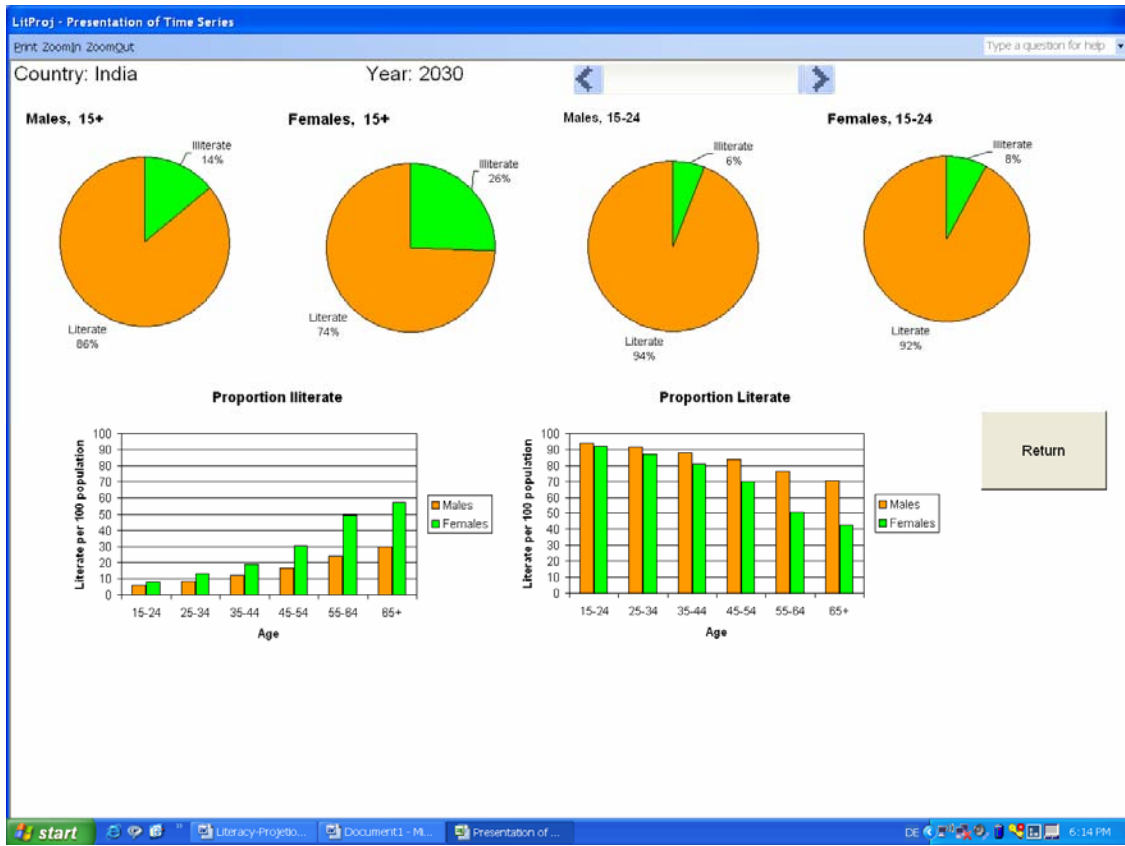 LitProj - Presentation of Time Series
Print ZoomIn ZoomOut
Type a question for help
Country: India
Year: 2030
Males, 15+
Females, 15+
Males, 15-24
Females, 15-24
Illiterate
14%
Literate
86%
Illiterate
26%
Literate
74%
Illiterate
6%
Literate
94%
Illiterate
8%
Literate
92%
Proportion Illiterate
Literate per 100 population
100
90
80
70
60
50
40
30
20
10
0
15-24 25-34 35-44 45-54 55-64 65+
Age
Males
Females
Proportion Literate
Literate per 100 population
100
90
80
70
60
50
40
30
20
10
0
15-24 25-34 35-44 45-54 55-64 65+
Age
Males
Females
Return
start
Literacy-Projetio...
Document1 - Mi...
Presentation of ...
DE
6:14 PM